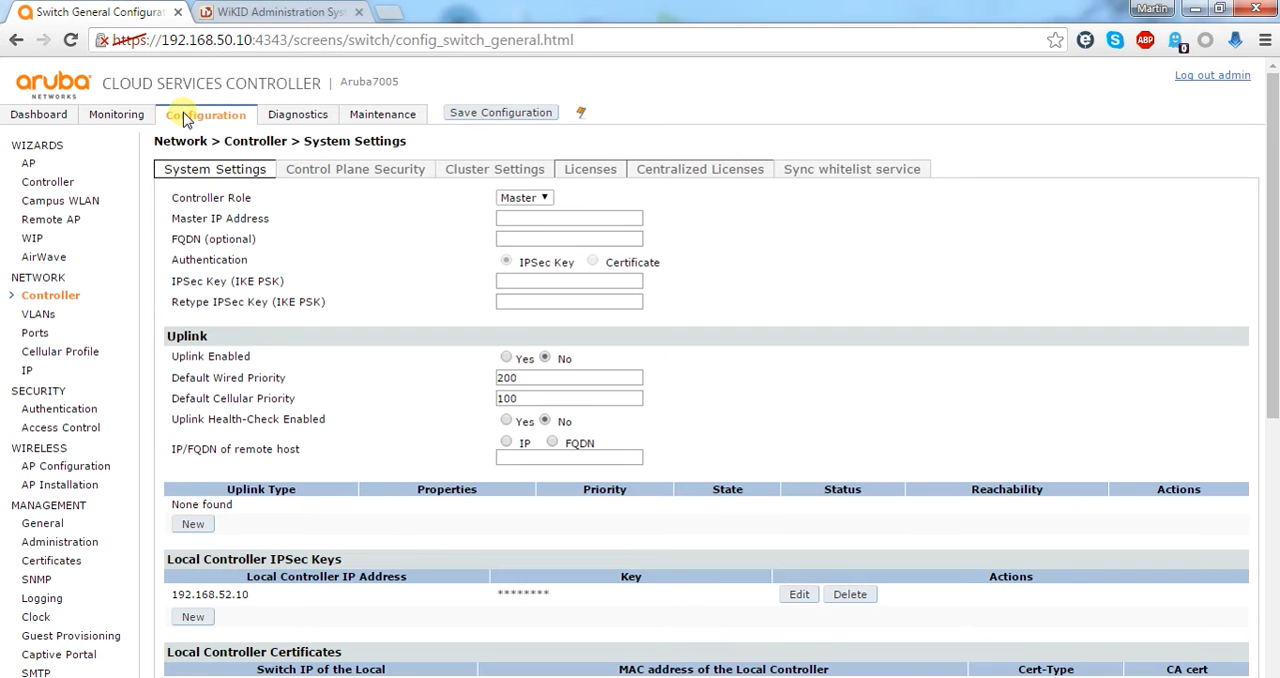 Switch General Configurat
WiKID Administration Syst
Martin
https://192.168.50.10:4343/screens/switch/config_switch_general.html
ABP
0
aruba
NETWORKS
CLOUD SERVICES CONTROLLER
Aruba7005
Log out admin
Dashboard
Monitoring
Configuration
Diagnostics
Maintenance
Save Configuration
WIZARDS
AP
Controller
Campus WLAN
Remote AP
WIP
AirWave
NETWORK
Controller
VLANs
Ports
Cellular Profile
IP
SECURITY
Authentication
Access Control
WIRELESS
AP Configuration
AP Installation
MANAGEMENT
General
Administration
Certificates
SNMP
Logging
Clock
Guest Provisioning
Captive Portal
SMTP
Network > Controller > System Settings
System Settings
Control Plane Security
Cluster Settings
Licenses
Centralized Licenses
Sync whitelist service
Controller Role
Master
Master IP Address
FQDN (optional)
Authentication
IPSec Key
Certificate
IPSec Key (IKE PSK)
Retype IPSec Key (IKE PSK)
Uplink
Uplink Enabled
Yes
No
Default Wired Priority
200
Default Cellular Priority
100
Uplink Health-Check Enabled
Yes
No
IP/FQDN of remote host
IP
FQDN
Uplink Type
Properties
Priority
State
Status
Reachability
Actions
None found
New
Local Controller IPSec Keys
Local Controller IP Address
Key
Actions
192.168.52.10
********
Edit
Delete
New
Local Controller Certificates
Switch IP of the Local
MAC address of the Local Controller
Cert-Type
CA cert